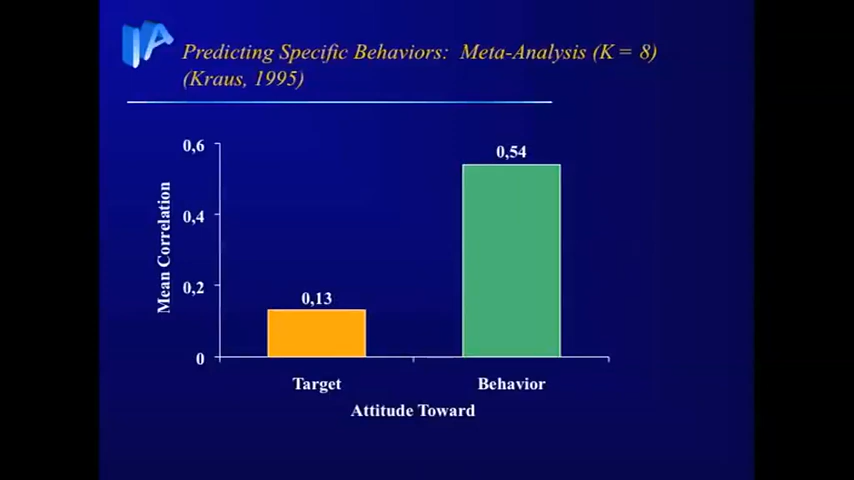 Predicting Specific Behaviors: Meta-Analysis (K = 8)
(Kraus, 1995)
0,6
0,4
0,2
0
Mean Correlation
0,13
0,54
Target
Behavior
Attitude Toward